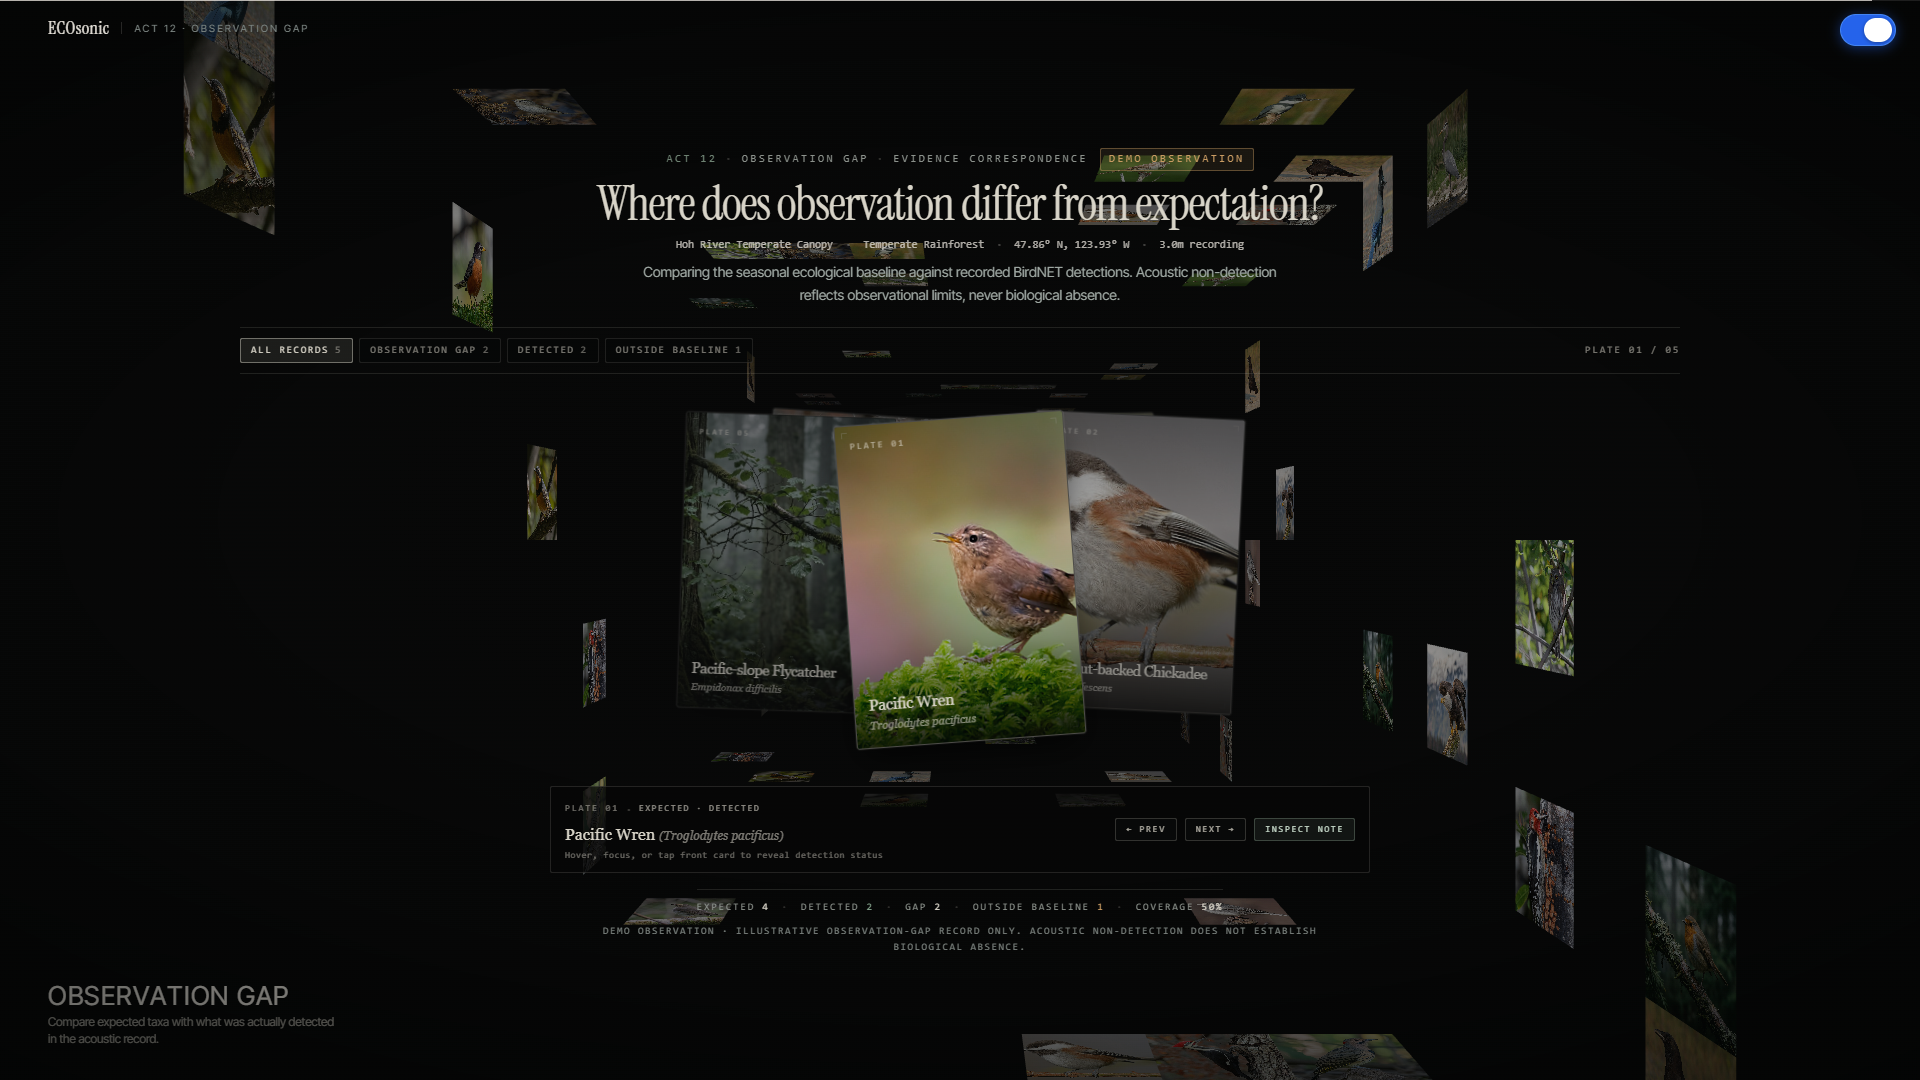 ECOsonic ACT 12 · OBSERVATION GAP
ACT 12 · OBSERVATION GAP · EVIDENCE CORRESPONDENCE DEMO OBSERVATION
Where does observation differ from expectation?
Hoh River Temperate Canopy Temperate Rainforest · 47.86° N, 123.93° W · 3.0m recording
Comparing the seasonal ecological baseline against recorded BirdNET detections. Acoustic non-detection
reflects observational limits, never biological absence.
ALL RECORDS 5 OBSERVATION GAP 2 DETECTED 2 OUTSIDE BASELINE 1 PLATE 01 / 05
PLATE
PLATE 01
02
Pacific-slope Flycatcher
Empidonax difficilis
Pacific Wren
Troglodytes pacificus
ut-backed Chickadee
escens
PLATE 01 . EXPECTED · DETECTED
Pacific Wren (Troglodytes pacificus)
Hover, focus, or tap front card to reveal detection status
← PREV NEXT → INSPECT NOTE
EXPECTED 4 · DETECTED 2 · GAP 2 · OUTSIDE BASELINE 1 · COVERAGE 50%
DEMO OBSERVATION · ILLUSTRATIVE OBSERVATION-GAP RECORD ONLY. ACOUSTIC NON-DETECTION DOES NOT ESTABLISH
BIOLOGICAL ABSENCE.
OBSERVATION GAP
Compare expected taxa with what was actually detected
in the acoustic record.